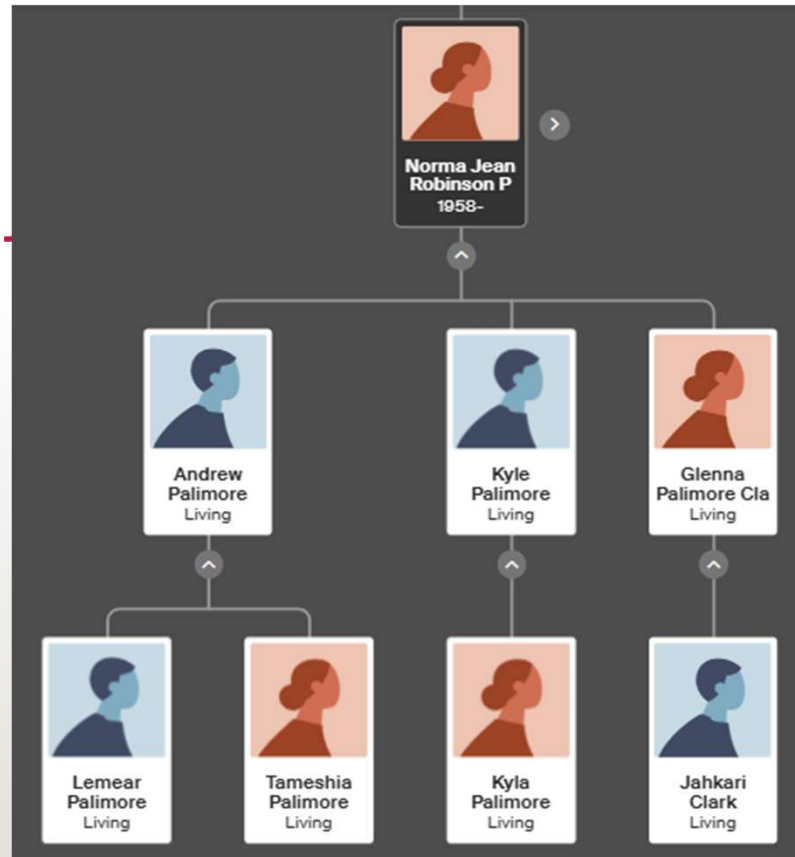 Norma Jean
Robinson P
1958-
Andrew
Palimore
Living
Kyle
Palimore
Living
Glenna
Palimore Cla
Living
Lemear
Palimore
Living
Tameshia
Palimore
Living
Kyla
Palimore
Living
Jahkari
Clark
Living